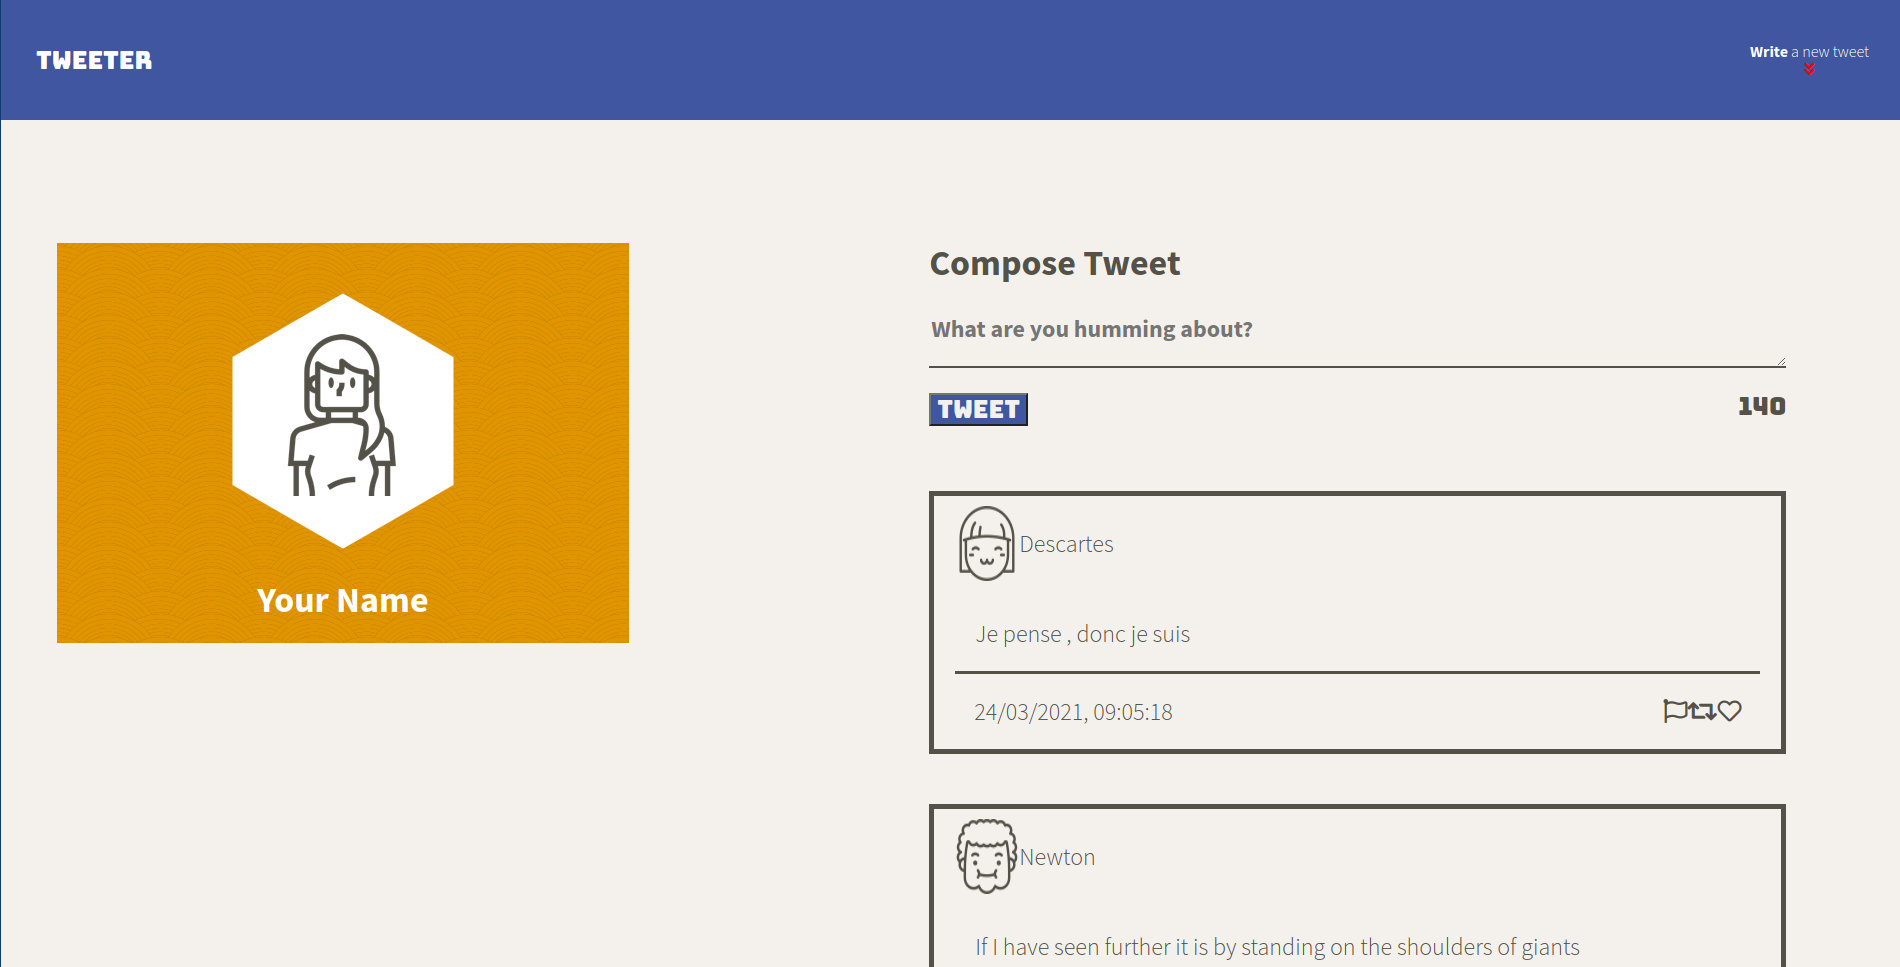 TWEETER
Write a new tweet
Your Name
Compose Tweet
What are you humming about?
TWEET
140
Descartes
Je pense , donc je suis
24/03/2021, 09:05:18
Newton
If I have seen further it is by standing on the shoulders of giants